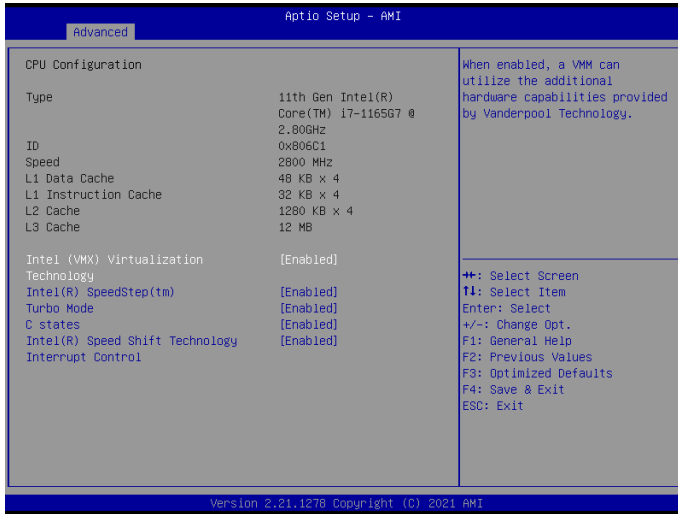 Aptio Setup – AMI
Advanced
CPU Configuration
Type 11th Gen Intel(R)
Core(TM) i7-1165G7 @
2.80GHz
ID 0x806C1
Speed 2800 MHz
L1 Data Cache 48 KB x 4
L1 Instruction Cache 32 KB x 4
L2 Cache 1280 KB x 4
L3 Cache 12 MB
Intel (VMX) Virtualization [Enabled]
Technology
Intel(R) SpeedStep(tm) [Enabled]
Turbo Mode [Enabled]
C states [Enabled]
Intel(R) Speed Shift Technology [Enabled]
Interrupt Control
When enabled, a VMM can
utilize the additional
hardware capabilities provided
by Vanderpool Technology.
→←: Select Screen
↑↓: Select Item
Enter: Select
+/-: Change Opt.
F1: General Help
F2: Previous Values
F3: Optimized Defaults
F4: Save & Exit
ESC: Exit
Version 2.21.1278 Copyright (C) 2021 AMI